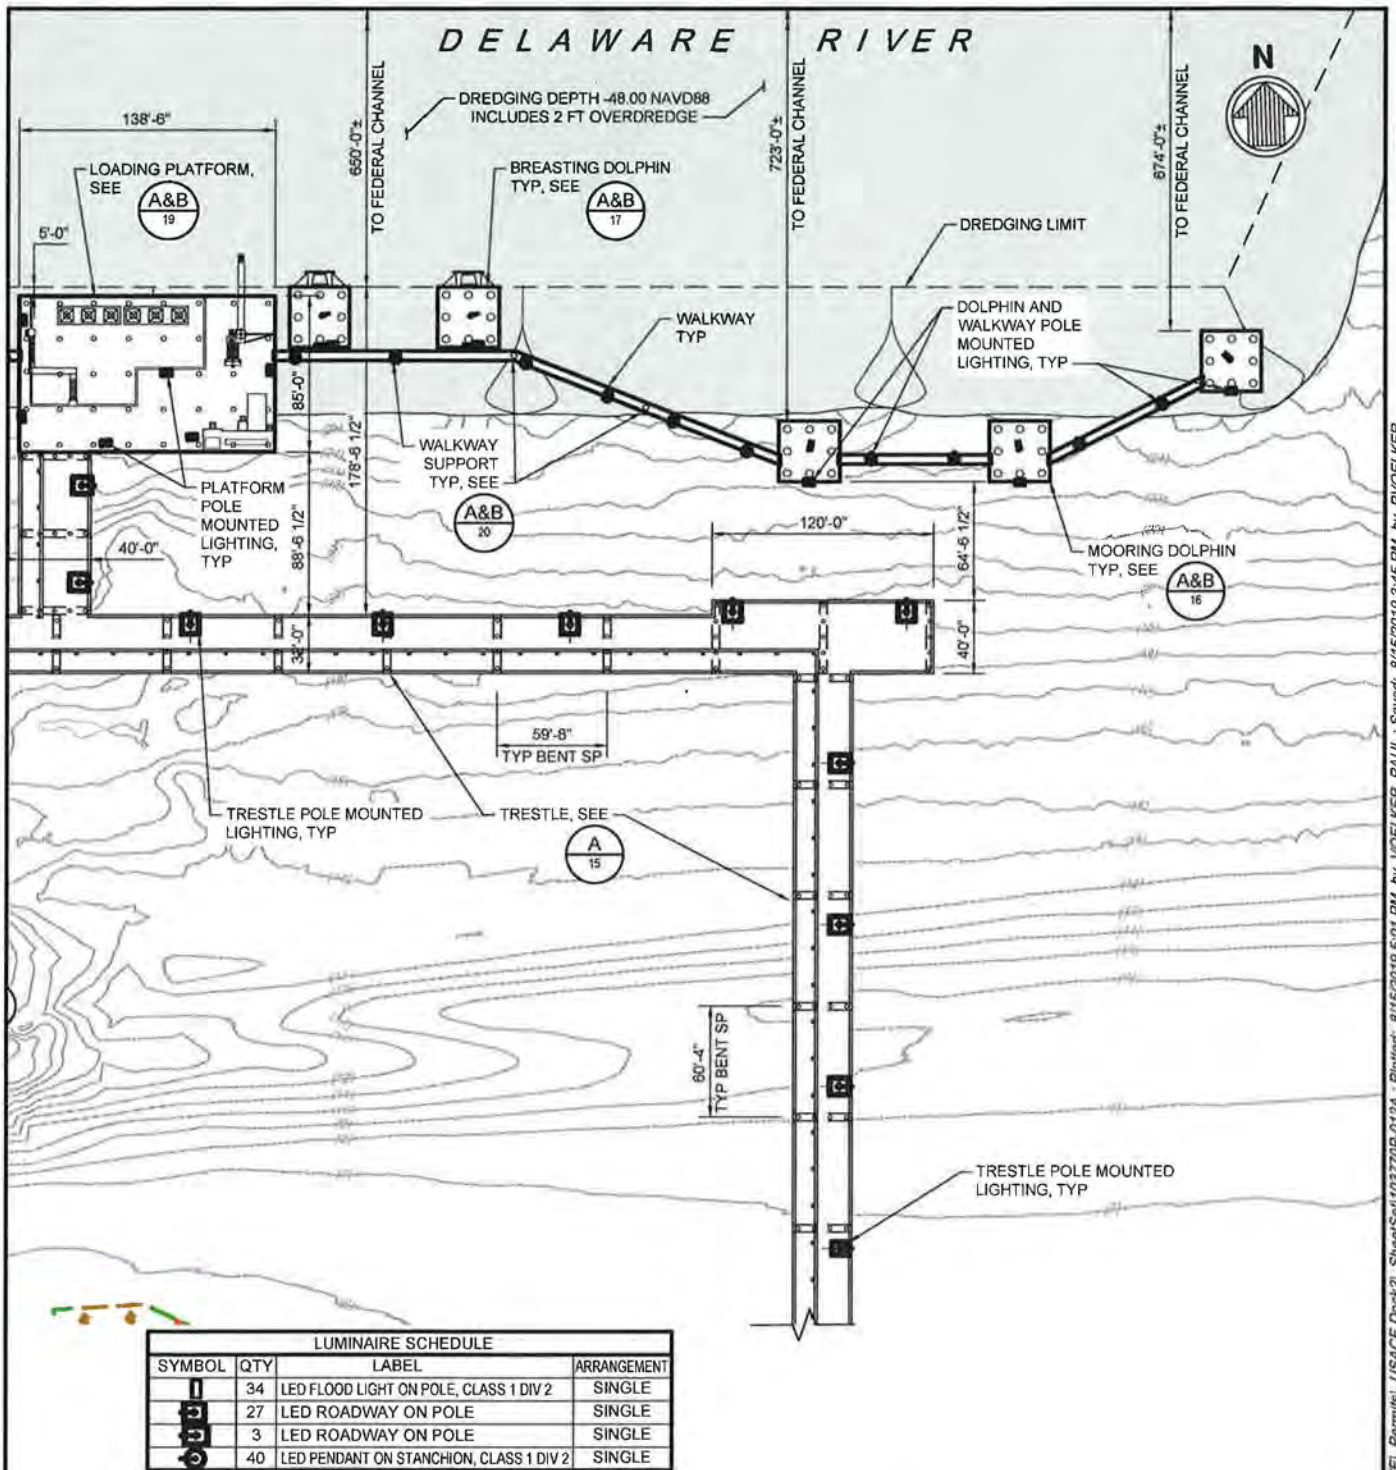 DELAWARE RIVER
N
DREDGING DEPTH -48.00 NAVD88
INCLUDES 2 FT OVERDREDGE
138'-6"
650'-0"±
TO FEDERAL CHANNEL
723'-0"±
TO FEDERAL CHANNEL
674'-0"±
TO FEDERAL CHANNEL
LOADING PLATFORM,
SEE
A&B
19
BREASTING DOLPHIN
TYP, SEE
A&B
17
5'-0"
DREDGING LIMIT
WALKWAY
TYP
DOLPHIN AND
WALKWAY POLE
MOUNTED
LIGHTING, TYP
85'-0"
178'-6 1/2"
WALKWAY
SUPPORT
TYP, SEE
A&B
20
PLATFORM
POLE
MOUNTED
LIGHTING,
TYP
40'-0"
88'-6 1/2"
120'-0"
64'-6 1/2"
MOORING DOLPHIN
TYP, SEE
A&B
16
40'-0"
59'-8"
TYP BENT SP
TRESTLE POLE MOUNTED
LIGHTING, TYP
TRESTLE, SEE
A
15
60'-4"
TYP BENT SP
TRESTLE POLE MOUNTED
LIGHTING, TYP
LUMINAIRE SCHEDULE
SYMBOL QTY LABEL ARRANGEMENT
34 LED FLOOD LIGHT ON POLE, CLASS 1 DIV 2 SINGLE
27 LED ROADWAY ON POLE SINGLE
3 LED ROADWAY ON POLE SINGLE
40 LED PENDANT ON STANCHION, CLASS 1 DIV 2 SINGLE